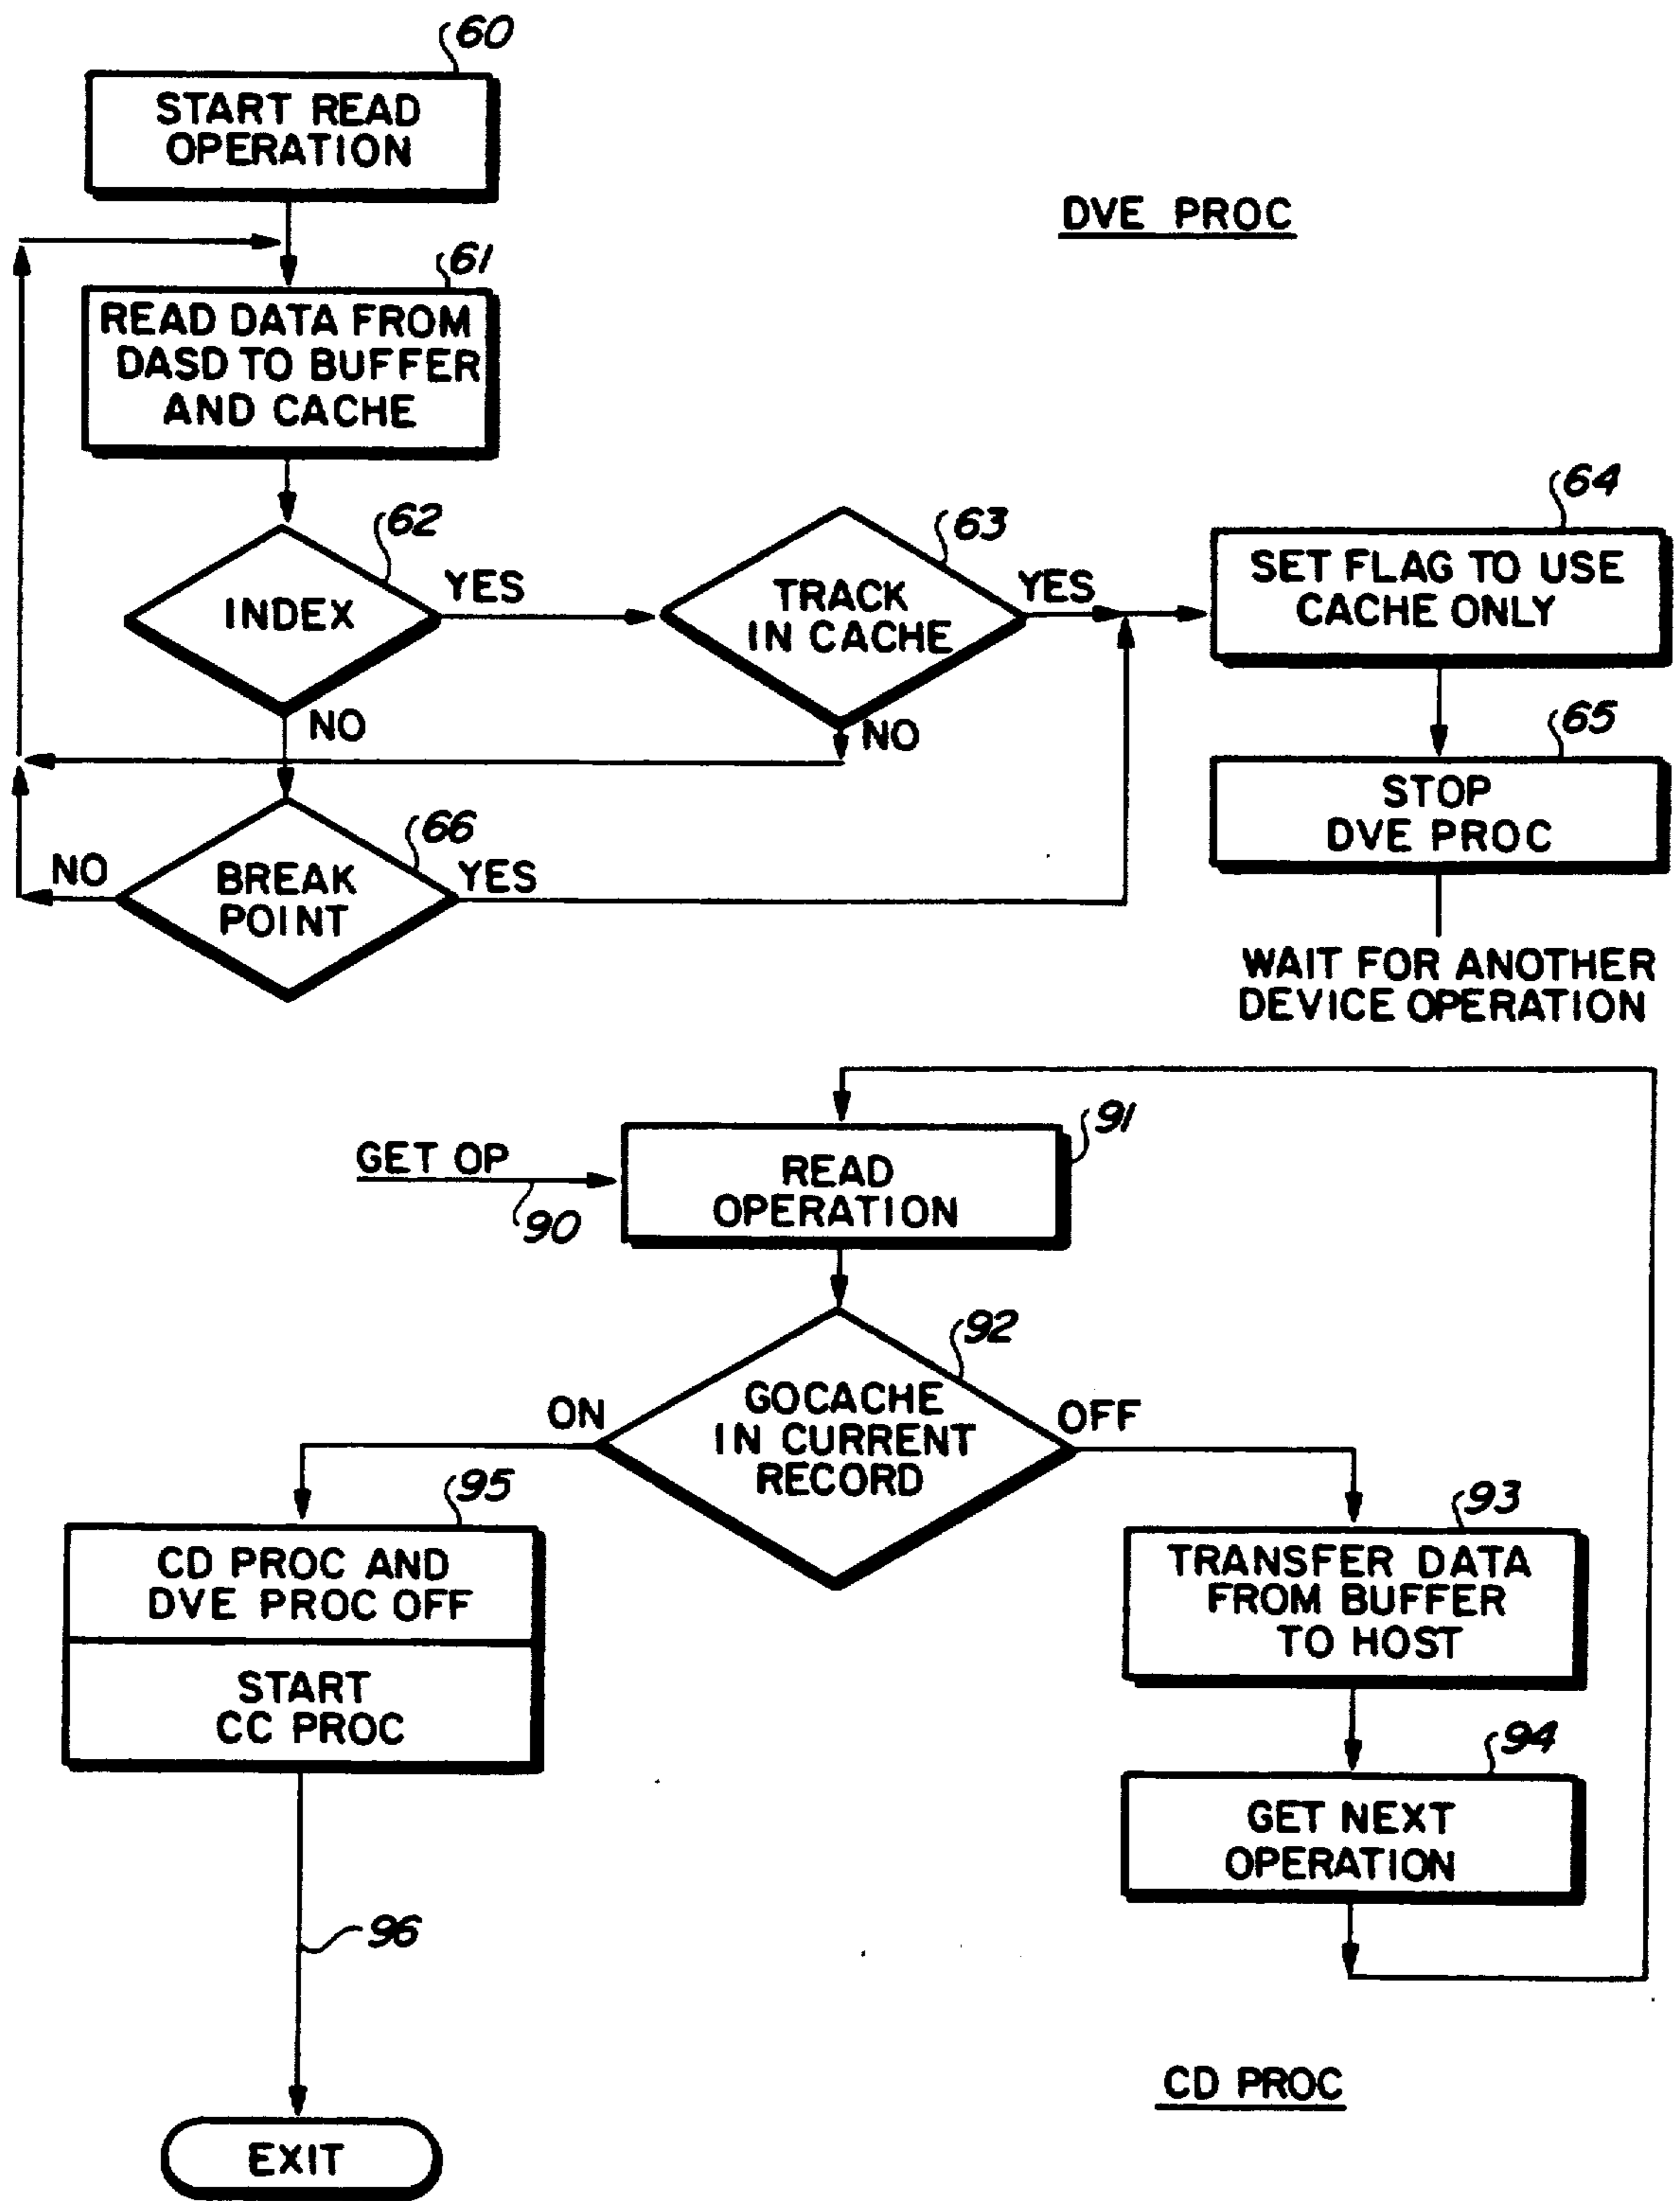 60
START READ
OPERATION
DVE PROC
61
READ DATA FROM
DASD TO BUFFER
AND CACHE
62
INDEX
YES
NO
63
TRACK
IN CACHE
YES
NO
64
SET FLAG TO USE
CACHE ONLY
65
STOP
DVE PROC
WAIT FOR ANOTHER
DEVICE OPERATION
66
BREAK
POINT
NO
YES
GET OP
90
91
READ
OPERATION
92
GOCACHE
IN CURRENT
RECORD
ON
OFF
93
TRANSFER DATA
FROM BUFFER
TO HOST
94
GET NEXT
OPERATION
95
CD PROC AND
DVE PROC OFF
START
CC PROC
96
EXIT
CD PROC